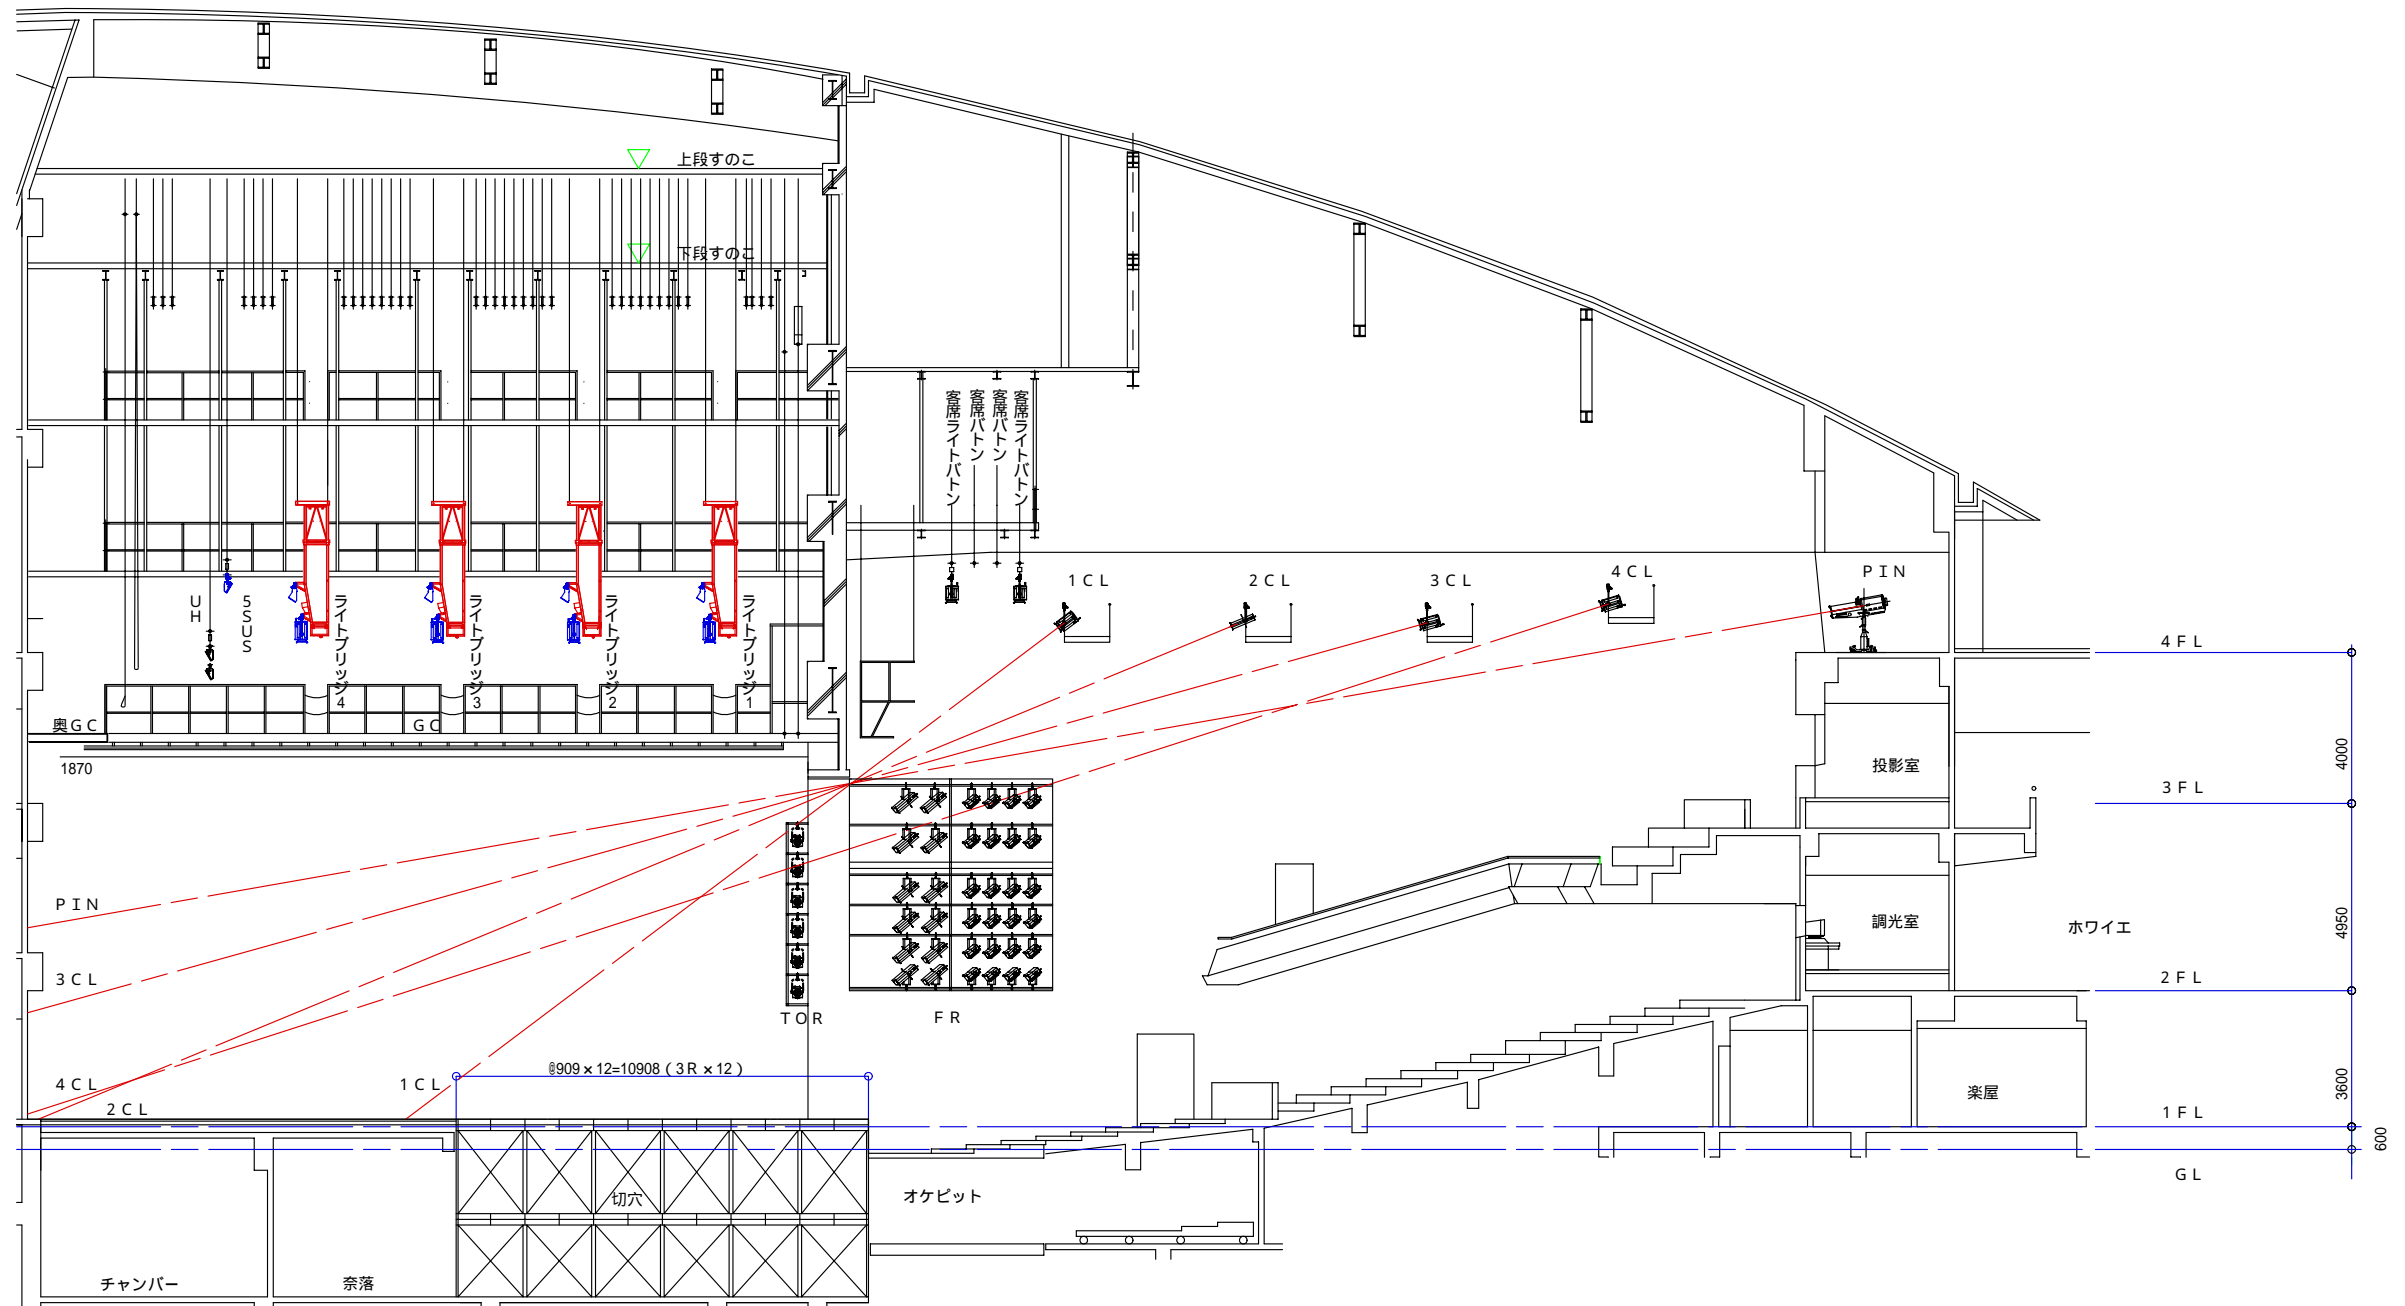 上段すのこ
下段すのこ
客席ライトバトン
客席バトン
客席バトン
客席ライトバトン
1CL
2CL
3CL
4CL
PIN
UH
5SUS
ライトブリッジ4
ライトブリッジ3
ライトブリッジ2
ライトブリッジ1
4FL
奥GC
GC
1870
投影室
4000
3FL
PIN
調光室
ホワイエ
4950
3CL
2FL
TOR
FR
@909×12=10908(3R×12)
4CL
1CL
2CL
楽屋
3600
1FL
600
GL
切穴
オケピット
チャンバー
奈落